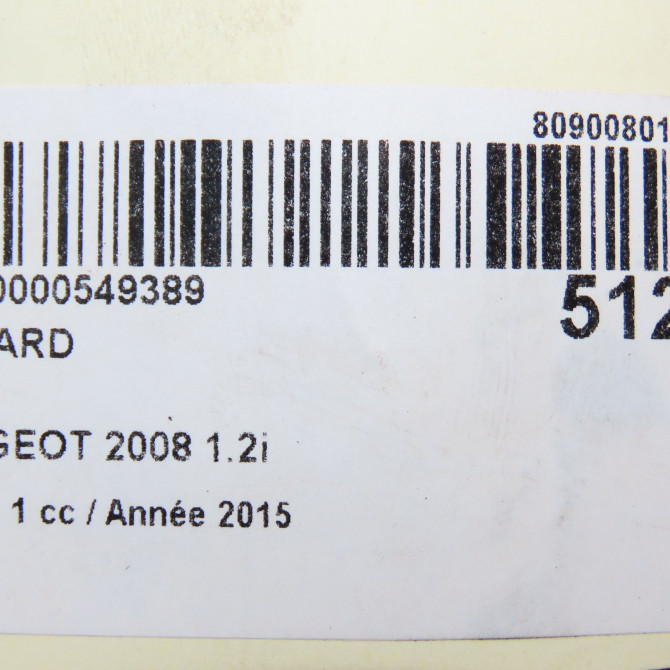 80900801
0000549389
512
ARD
GEOT 2008 1.2i
1 cc / Année 2015